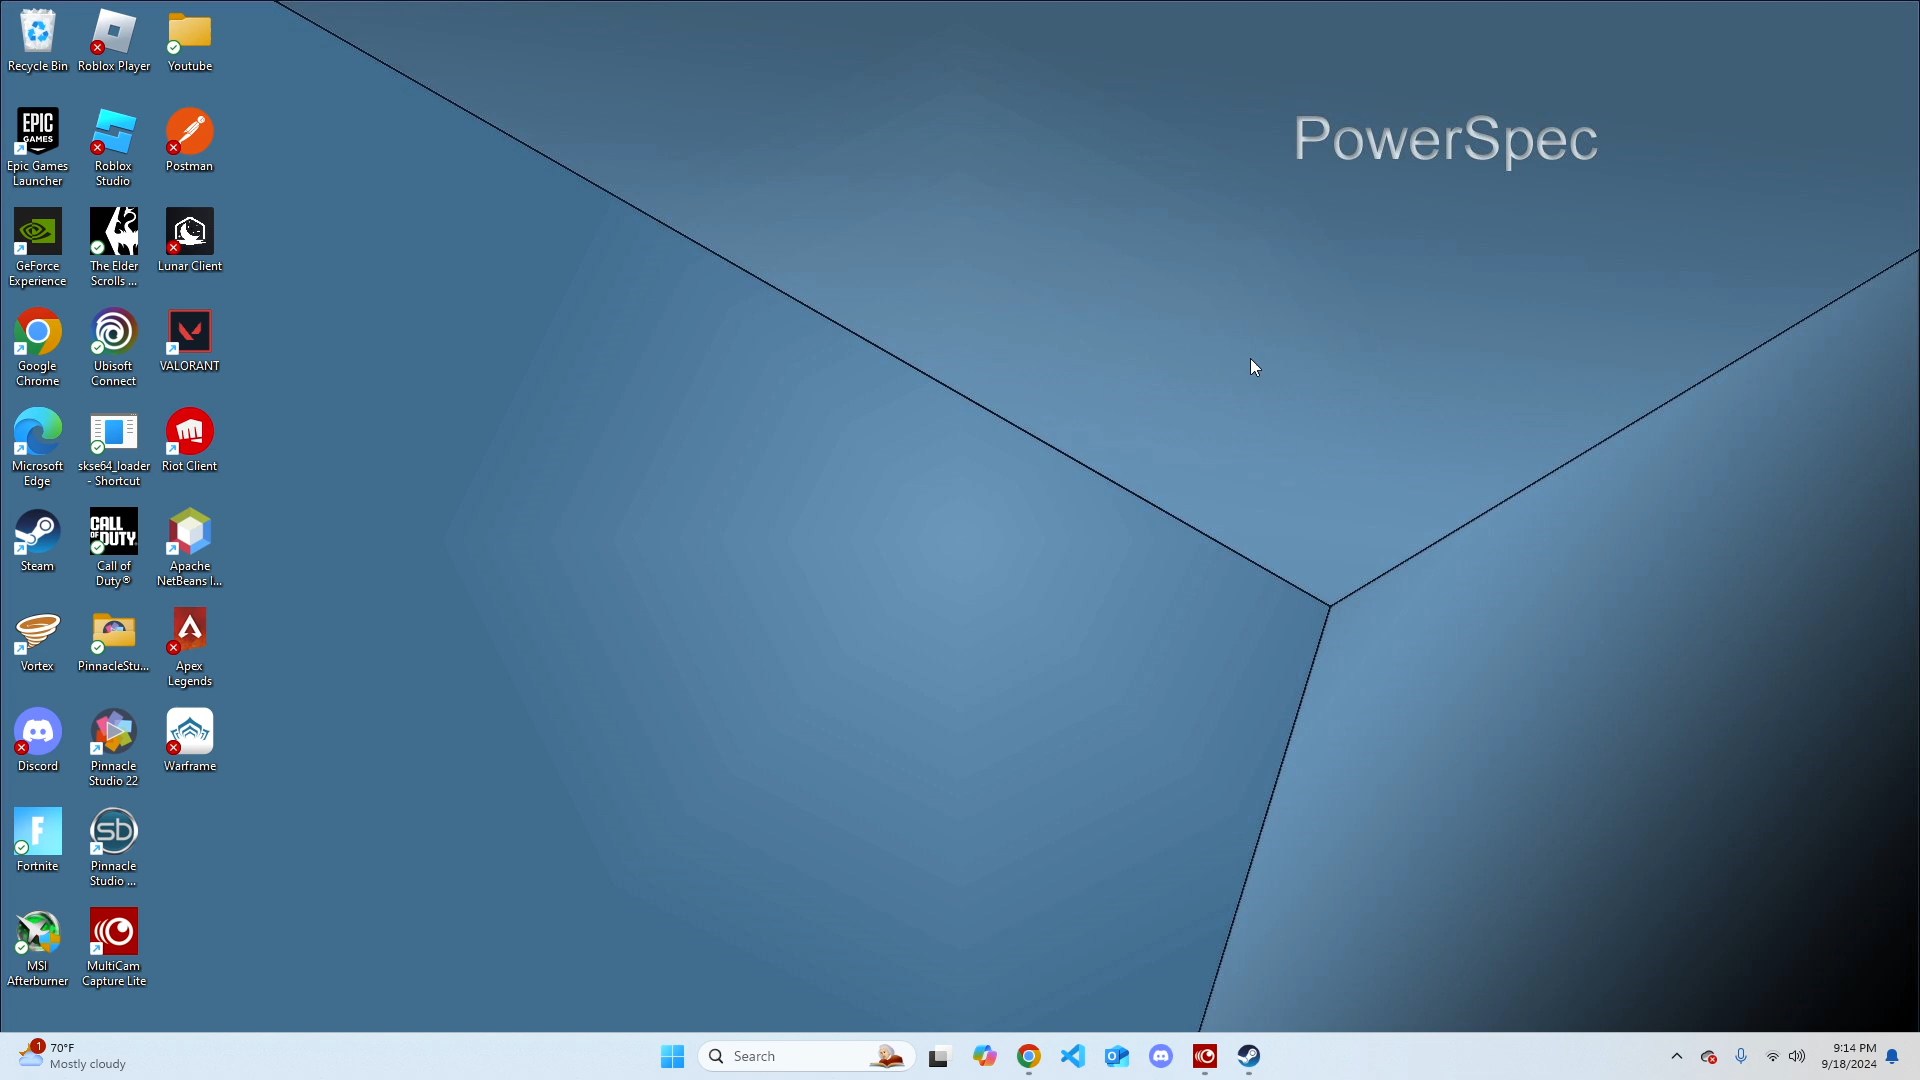 PowerSpec
Recycle Bin
Roblox Player
Youtube
EPIC
GAMES
Epic Games
Launcher
Roblox
Studio
Postman
GeForce
Experience
The Elder
Scrolls ...
Lunar Client
Google
Chrome
Ubisoft
Connect
VALORANT
Microsoft
Edge
skse64_loader
- Shortcut
Riot Client
Steam
CALL
OF DUTY
Call of
Duty®
Apache
NetBeans I...
Vortex
PinnacleStu...
Apex
Legends
Discord
Pinnacle
Studio 22
Warframe
F
Fortnite
sb
Pinnacle
Studio ...
MSI
Afterburner
MultiCam
Capture Lite
1
70°F
Mostly cloudy
Search
9:14 PM
9/18/2024